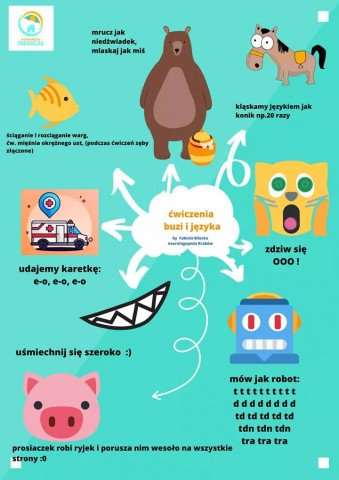 PARASOLKA
mrucz jak
niedźwiadek,
mlaskaj jak miś
kląskamy językiem jak
konik np.20 razy
ściąganie i rozciąganie warg,
ćw. mięśnia okrężnego ust, (podczas ćwiczeń zęby
złączone)
ćwiczenia
buzi i języka
neurologopeda Kraków
zdziw się
OOO !
udajemy karetkę:
e-o, e-o, e-o
uśmiechnij się szeroko :)
mów jak robot:
t t t t t t t t t t
d d d d d d d d
td td td td td
tdn tdn tdn
tra tra tra
prosiaczek robi ryjek i porusza nim wesoło na wszystkie
strony :0